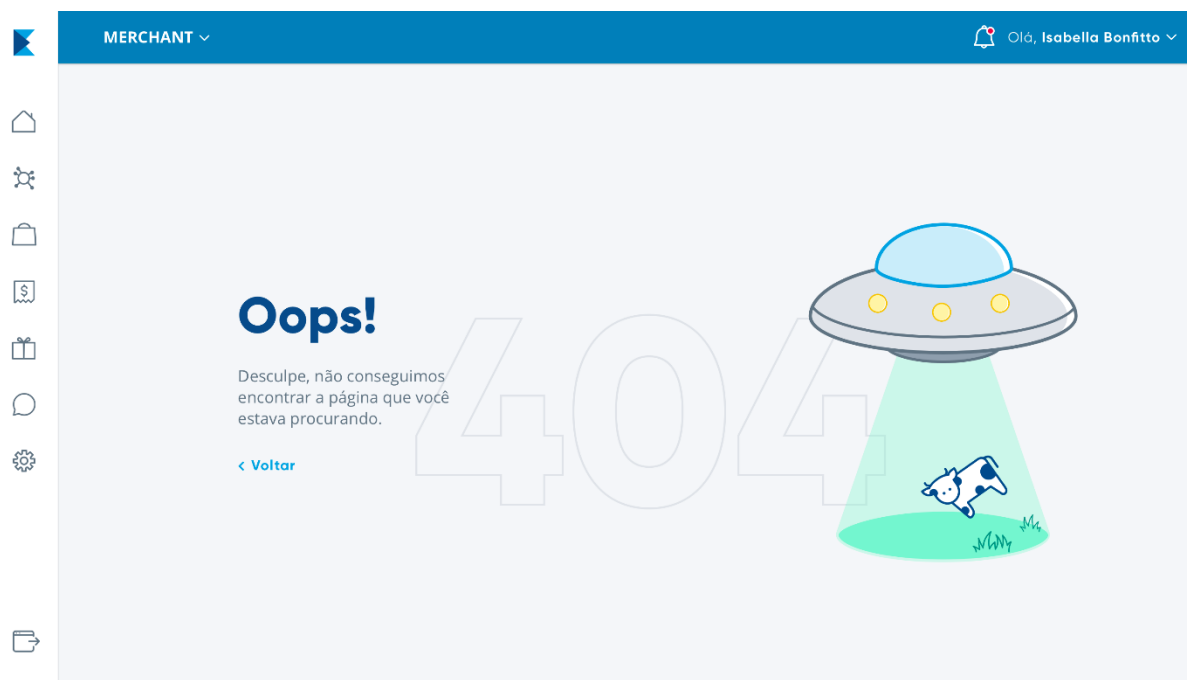 MERCHANT
Olá, Isabella Bonfitto
$
Oops!
404
Desculpe, não conseguimos
encontrar a página que você
estava procurando.
< Voltar